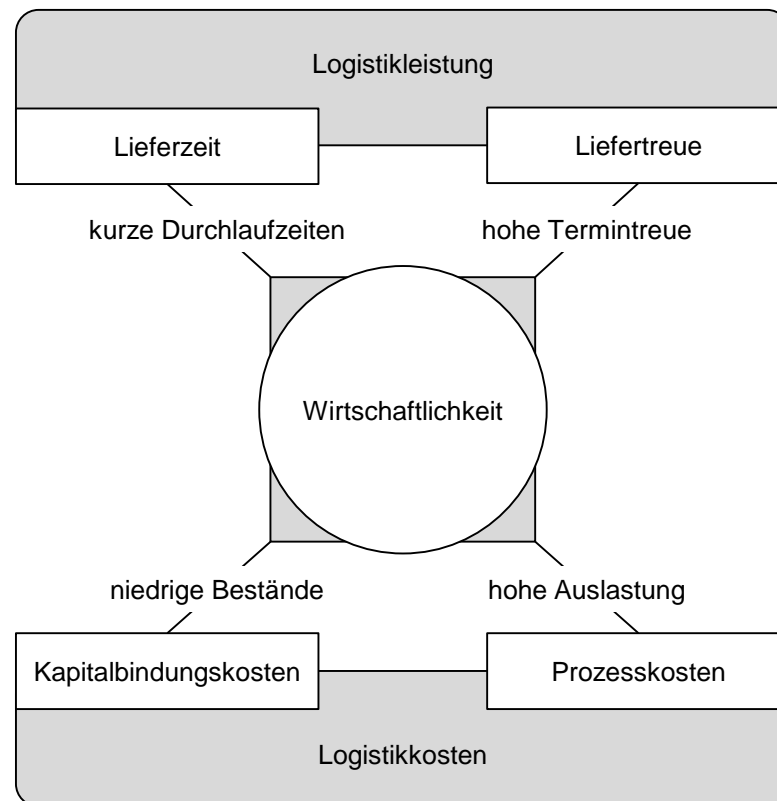 Logistikleistung
Lieferzeit
Liefertreue
kurze Durchlaufzeiten
hohe Termintreue
Wirtschaftlichkeit
niedrige Bestände
hohe Auslastung
Kapitalbindungskosten
Prozesskosten
Logistikkosten